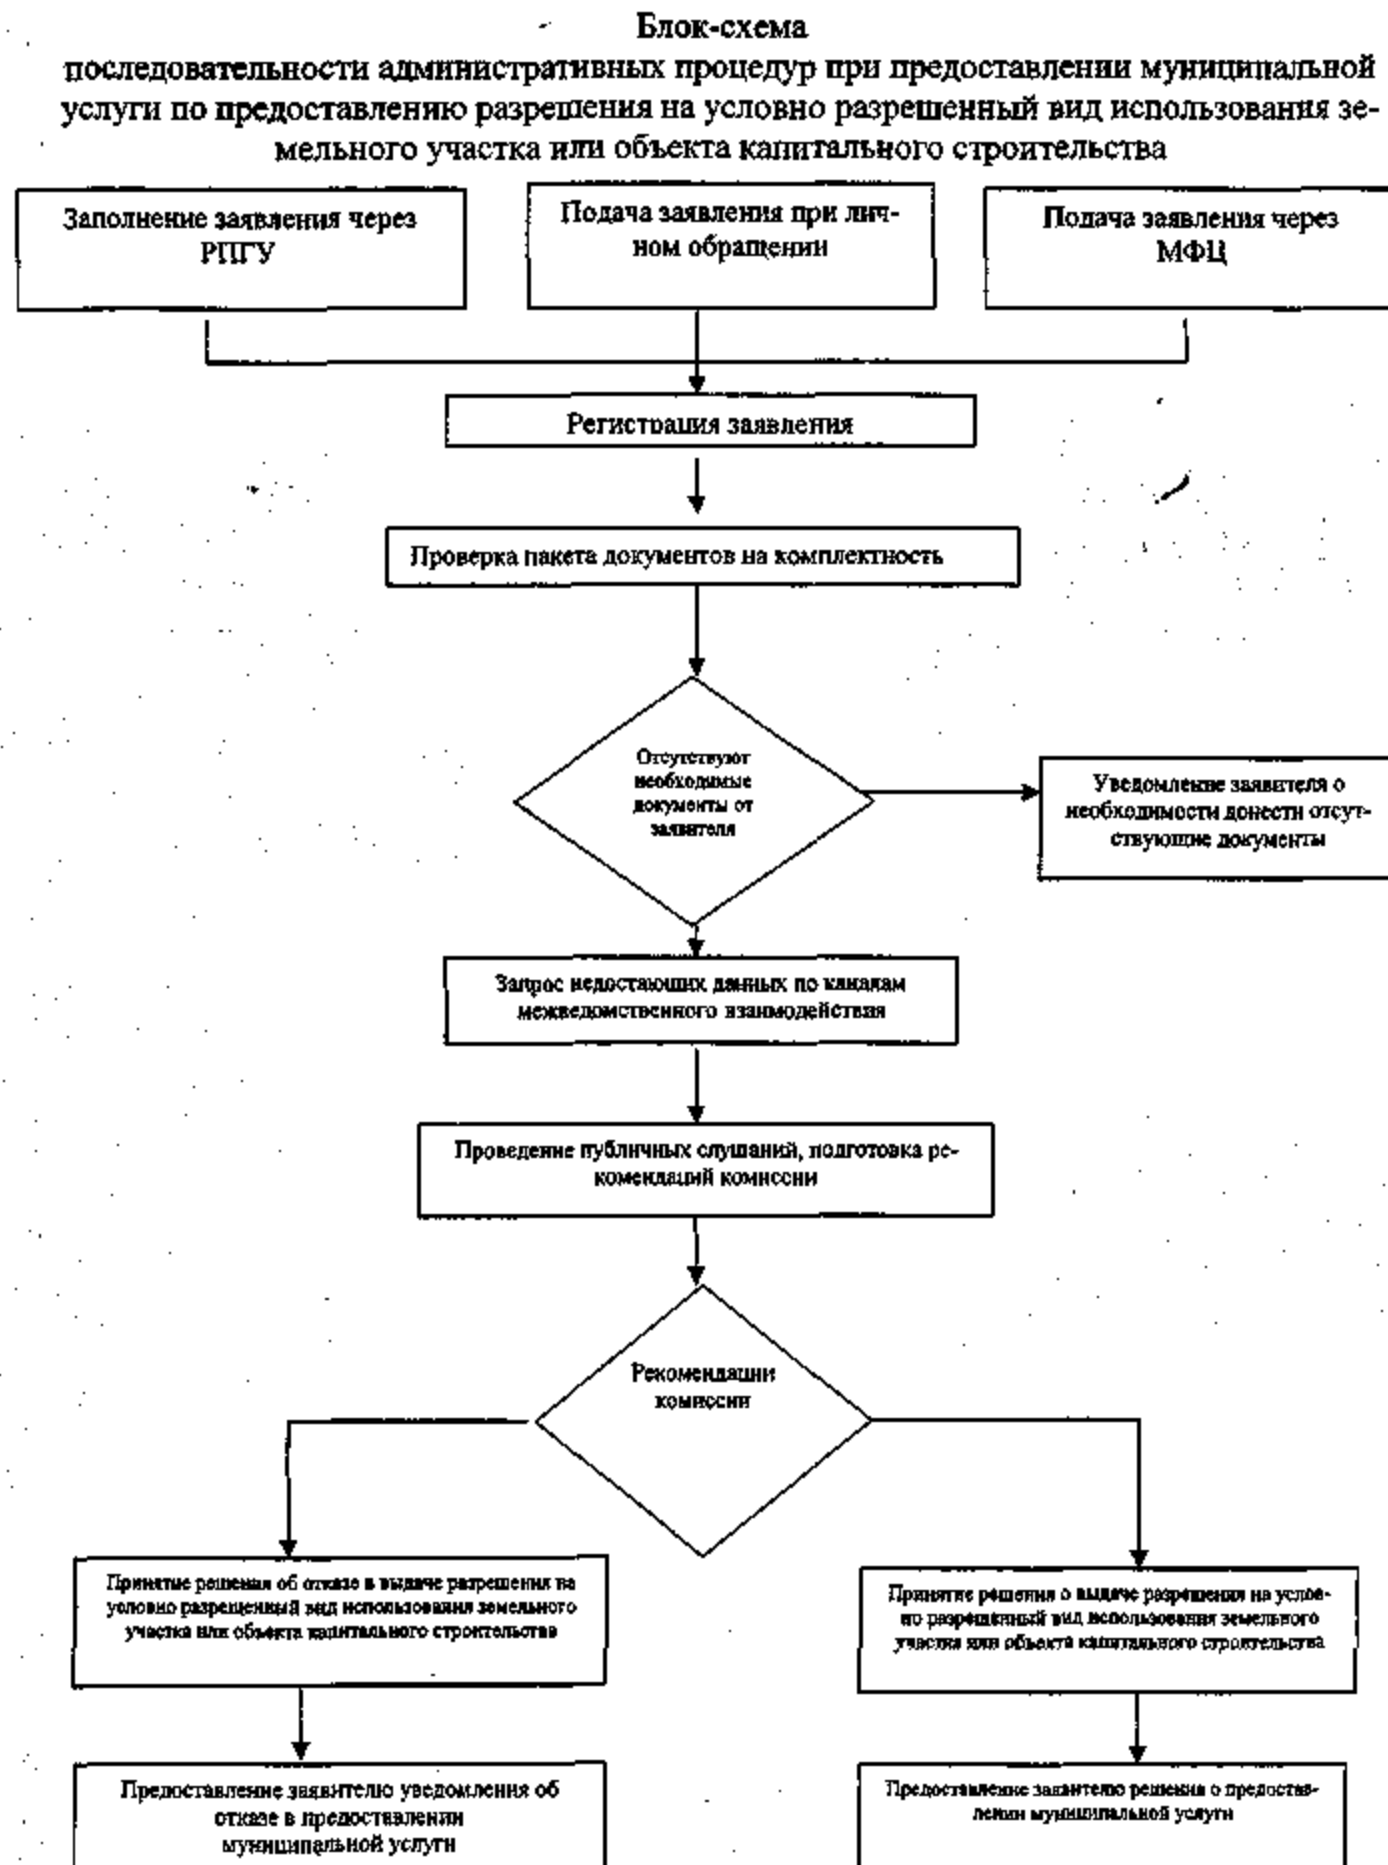 Блок-схема
последовательности административных процедур при предоставлении муниципальной
услуги по предоставлению разрешения на условно разрешенный вид использования зе-
мельного участка или объекта капитального строительства
Заполнение заявления через
РПГУ
Подача заявления при лич-
ном обращении
Подача заявления через
МФЦ
Регистрация заявления
Проверка пакета документов на комплектность
Отсутствуют
необходимые
документы от
заявителя
Уведомление заявителя о
необходимости донести отсут-
ствующие документы
Запрос недостающих данных по каналам
межведомственного взаимодействия
Проведение публичных слушаний, подготовка ре-
комендаций комиссии
Рекомендации
комиссии
Принятие решения об отказе в выдаче разрешения на
условно разрешенный вид использования земельного
участка или объекта капитального строительства
Принятие решения о выдаче разрешения на услов-
но разрешенный вид использования земельного
участка или объекта капитального строительства
Предоставление заявителю уведомления об
отказе в предоставлении
муниципальной услуги
Предоставление заявителю решения о предостав-
лении муниципальной услуги